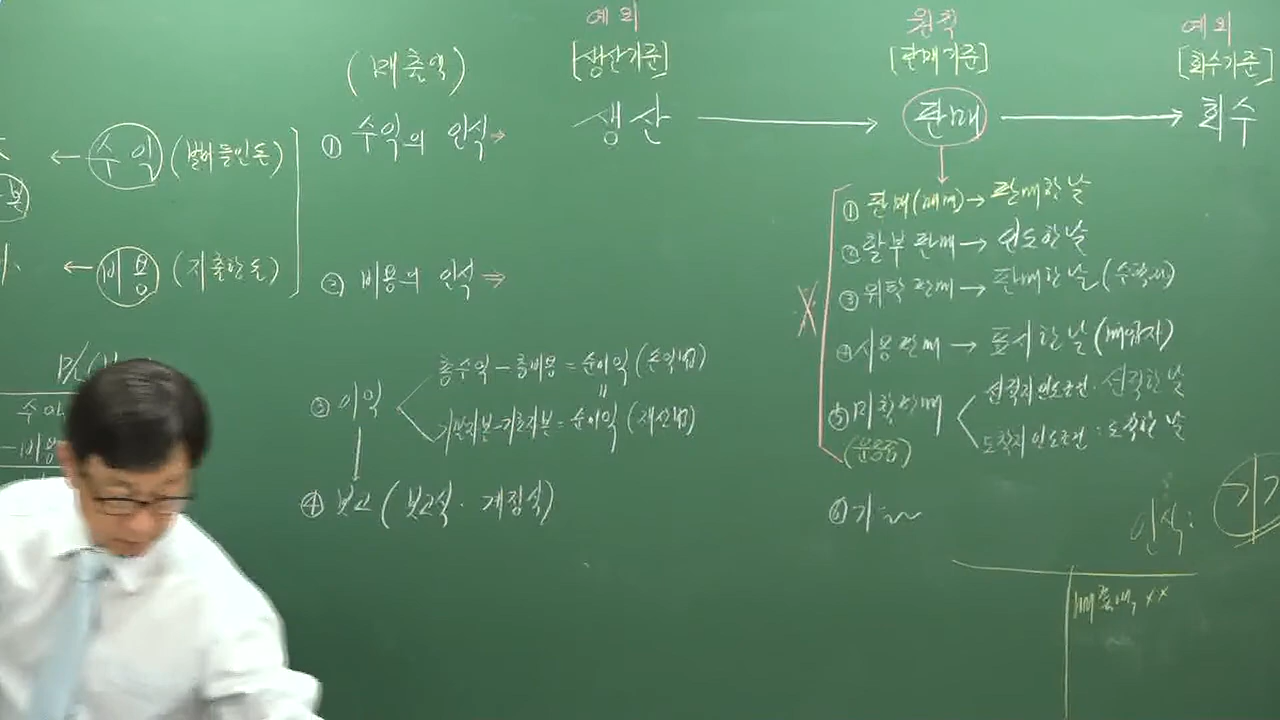 예외
[생산기준]
원칙
[판매기준]
예외
[회수기준]
(매출액)
① 수익의 인식 →
생산 → 판매 → 회수
← 수익 (벌어들인돈)
← 비용 (지출한돈)
② 비용의 인식 ⇒
① 판매(매매) → 판매한날
② 할부판매 → 인도한날
③ 위탁판매 → 판매한날(수탁자)
④ 시용판매 → 표시한날(매입자)
⑤ 미착판매
선적지인도조건 : 선적한날
도착지인도조건 : 도착한날
(운송중)
⑥ 기
③ 이익
총수익 - 총비용 = 순이익 (손익법)
=
기말자본 - 기초자본 = 순이익 (재산법)
④ 보고 (보고식 · 계정식)
P/L
수익
- 비용
인식:
매출액, ××